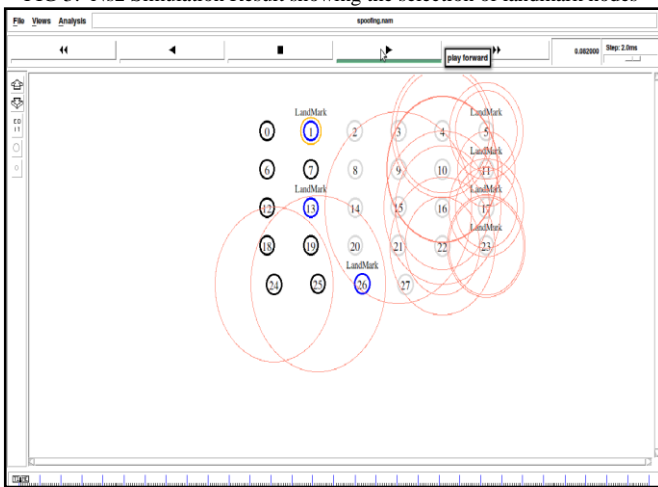 FIG 3. Ns2 Simulation Result showing the selection of landmark nodes
File Views Analysis spoofing.nam
play forward 0.082000 Step: 2.0ms
LandMark LandMark
0 1 2 3 4 5
LandMark
6 7 8 9 10 11
LandMark LandMark
12 13 14 15 16 17
LandMark
18 19 20 21 22 23
LandMark
24 25 26 27